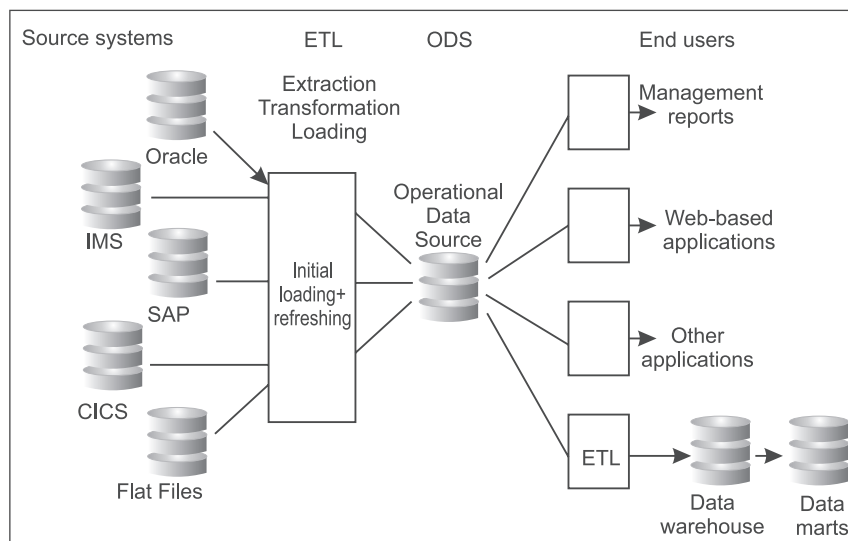 Source systems
ETL
ODS
End users
Extraction
Transformation
Loading
Oracle
IMS
SAP
CICS
Flat Files
Initial
loading+
refreshing
Operational
Data
Source
Management
reports
Web-based
applications
Other
applications
ETL
Data
warehouse
Data
marts